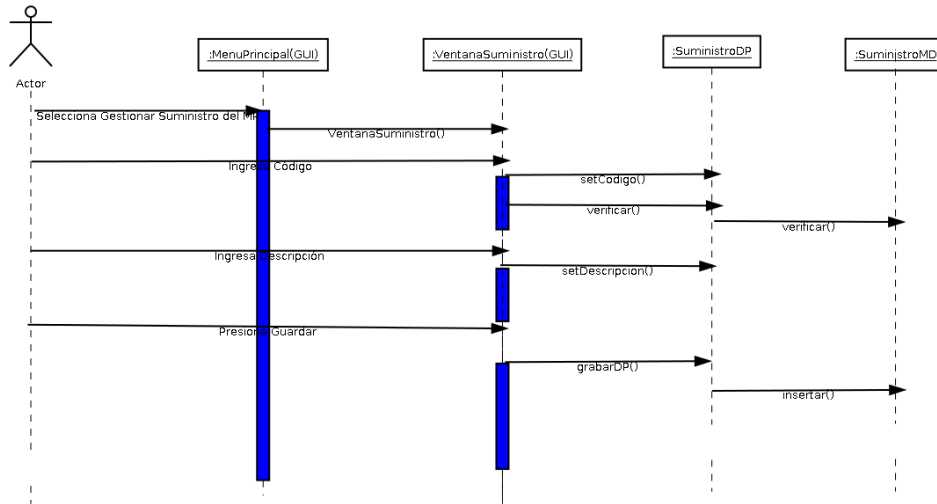 :MenuPrincipal(GUI)
:VentanaSuministro(GUI)
:SuministroDP
:SuministroMD
Actor
Selecciona Gestionar Suministro del MP
VentanaSuministro()
Ingresa Código
setCodigo()
verificar()
verificar()
Ingresa Descripción
setDescripcion()
Presiona Guardar
grabarDP()
insertar()